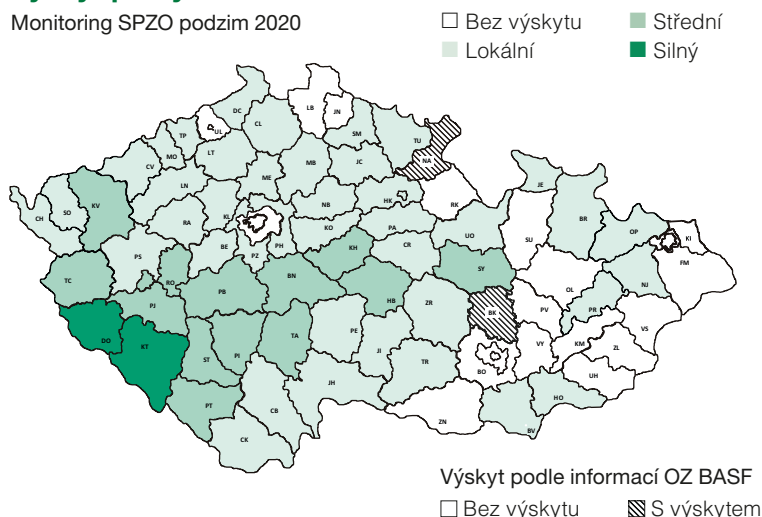 Monitoring SPZO podzim 2020
Bez výskytu
Střední
Lokální
Silný
DC
LB
JN
UL
CL
TP
SM
TU
MO
LT
CV
MB
JC
NA
ME
LN
JE
KV
SO
CH
HK
RK
NB
BR
RA
KL
KO
PA
UO
OP
SU
KI
BE
PH
KH
CR
PS
PZ
RO
SY
FM
TC
BN
NJ
PB
OL
PJ
HB
ZR
BK
PV
PR
DO
KT
TA
PE
VS
ST
PI
JI
TR
BO
VY
KM
ZL
UH
JH
PT
CB
HO
ZN
BV
CK
Výskyt podle informací OZ BASF
Bez výskytu
S výskytem